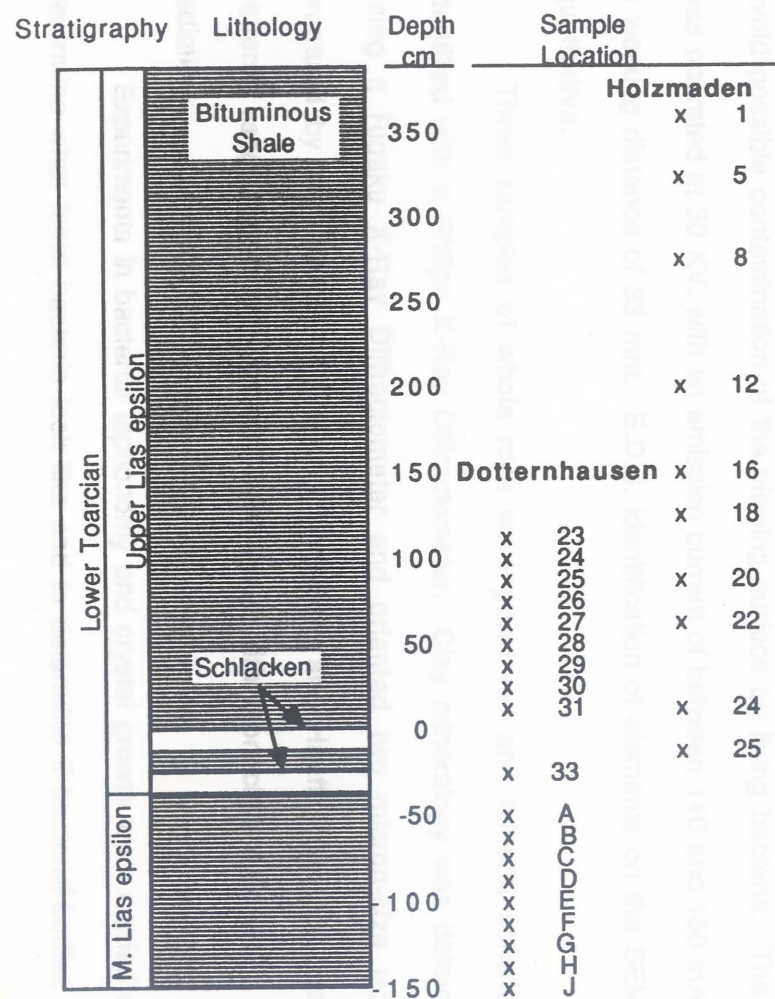 Stratigraphy Lithology Depth cm Sample Location
Holzmaden
Bituminous Shale
350 x 1
x 5
300
x 8
250
200 x 12
150 Dotternhausen x 16
x 18
x 23
100 x 24
x 25 x 20
x 26
x 27 x 22
50 x 28
x 29
Schlacken x 30
x 31 x 24
0
x 25
x 33
-50 x A
x B
x C
x D
-100 x E
x F
x G
x H
-150 x J
Lower Toarcian
Upper Lias epsilon
M. Lias epsilon